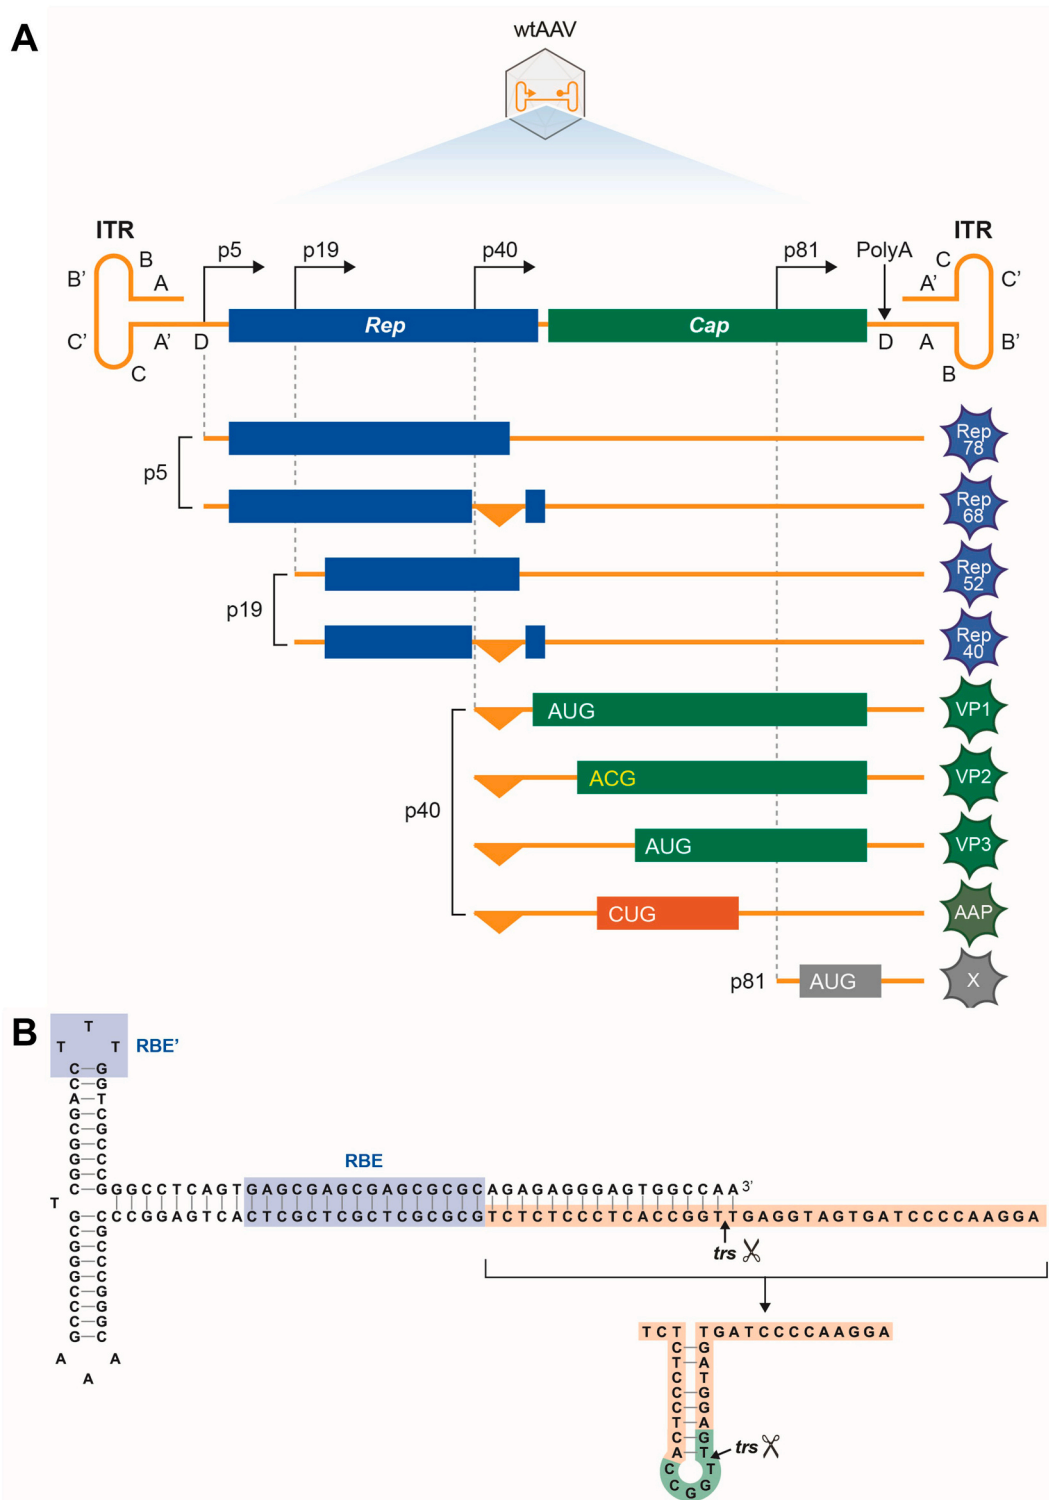 A
wtAAV
ITR
ITR
p5
p19
p40
p81
PolyA
B
B'
A
C'
A'
D
C
Rep
Cap
C
A'
C'
D
A
B'
B
p5
Rep 78
Rep 68
p19
Rep 52
Rep 40
p40
AUG
VP1
ACG
VP2
AUG
VP3
CUG
AAP
p81
AUG
X
B
T
T T
RBE'
C G
C G
A T
G C
C G
G C
G C
G C
C
T
RBE
GGCCTCAGTGAGCGAGCGAGCGCGCAGAGAGGGAGTGGCCAA 3'
CCGGAGTCACTCGCTCGCTCGCGCGTCTCTCCCTCACCGGTTGAGGTAGTGATCCCCAAGGA
trs
G G
C G
G C
G C
G C
C G
C G
C G
G C
A A
A
TCT TGATCCCCAAGGA
C G
T A
C T
C G
C G
T A
C G
A T
C T
C G
G
trs